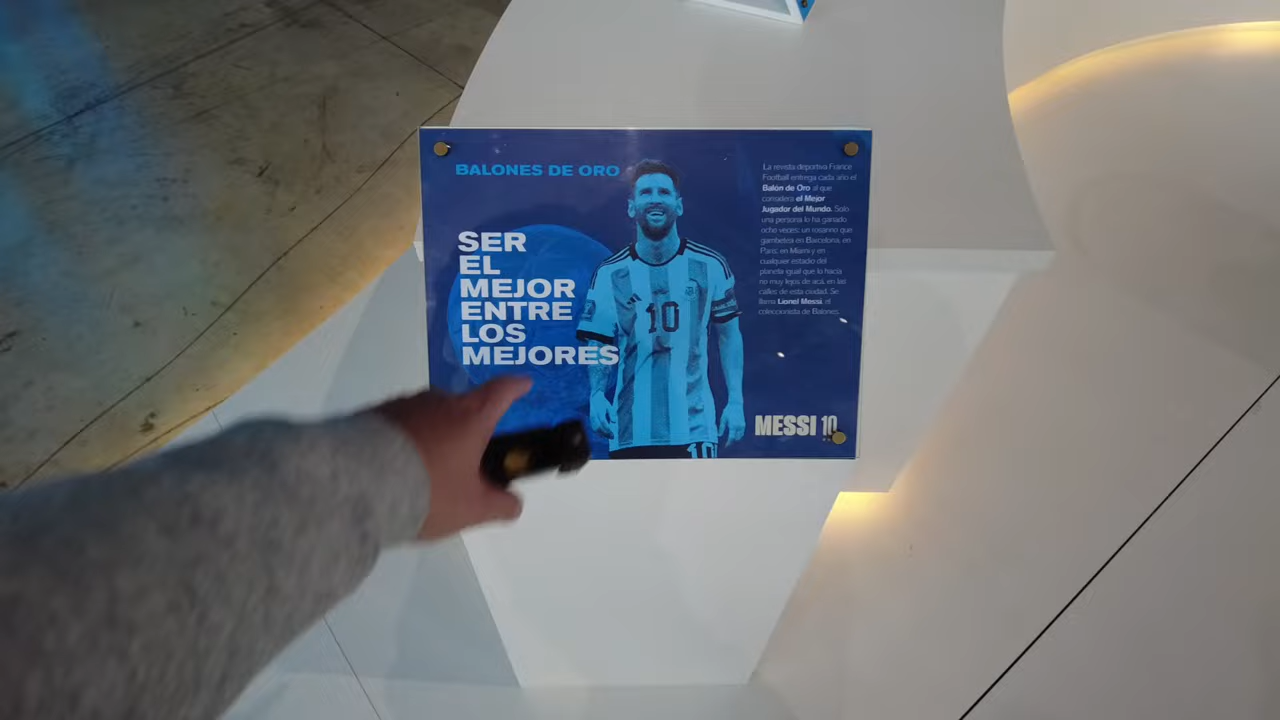 BALONES DE ORO
SER
EL
MEJOR
ENTRE
LOS
MEJORES
La revista deportiva France
Football entrega cada año el
Balón de Oro al que
considera el Mejor
Jugador del Mundo. Solo
una persona lo ha ganado
ocho veces: un rosarino que
gambetea en Barcelona, en
París, en Miami y en
cualquier estadio del
planeta igual que lo hacía
no muy lejos de acá, en las
calles de esta ciudad. Se
llama Lionel Messi, el
coleccionista de Balones.
10
10
MESSI 10